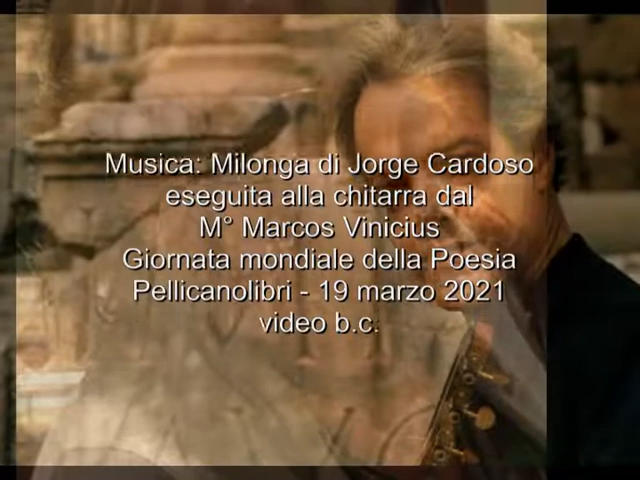 Musica: Milonga di Jorge Cardoso
eseguita alla chitarra dal
M° Marcos Vinicius
Giornata mondiale della Poesia
Pellicanolibri - 19 marzo 2021
video b.c.